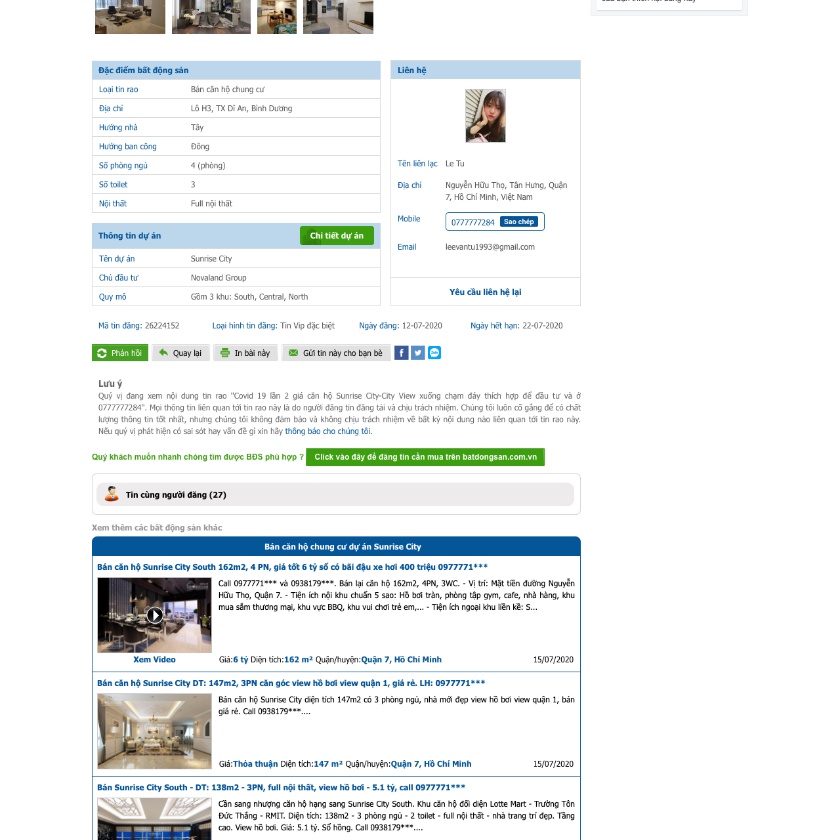 Đặc điểm bất động sản
Loại tin rao Bán căn hộ chung cư
Địa chỉ Lô H3, TX Dĩ An, Bình Dương
Hướng nhà Tây
Hướng ban công Đông
Số phòng ngủ 4 (phòng)
Số toilet 3
Nội thất Full nội thất
Thông tin dự án Chi tiết dự án
Tên dự án Sunrise City
Chủ đầu tư Novaland Group
Quy mô Gồm 3 khu: South, Central, North
Liên hệ
Tên liên lạc Le Tu
Địa chỉ Nguyễn Hữu Thọ, Tân Hưng, Quận
7, Hồ Chí Minh, Việt Nam
Mobile 0777777284 Sao chép
Email leevantu1993@gmail.com
Yêu cầu liên hệ lại
Mã tin đăng: 26224152 Loại hình tin đăng: Tin Vip đặc biệt Ngày đăng: 12-07-2020 Ngày hết hạn: 22-07-2020
Phản hồi Quay lại In bài này Gửi tin này cho bạn bè
Lưu ý
Quý vị đang xem nội dung tin rao "Covid 19 lần 2 giá căn hộ Sunrise City-City View xuống chạm đáy thích hợp để đầu tư và ở
0777777284". Mọi thông tin liên quan tới tin rao này là do người đăng tin đăng tải và chịu trách nhiệm. Chúng tôi luôn cố gắng để có chất
lượng thông tin tốt nhất, nhưng chúng tôi không đảm bảo và không chịu trách nhiệm về bất kỳ nội dung nào liên quan tới tin rao này.
Nếu quý vị phát hiện có sai sót hay vấn đề gì xin hãy thông báo cho chúng tôi.
Quý khách muốn nhanh chóng tìm được BĐS phù hợp ? Click vào đây để đăng tin cần mua trên batdongsan.com.vn
Tin cùng người đăng (27)
Xem thêm các bất động sản khác
Bán căn hộ chung cư dự án Sunrise City
Bán căn hộ Sunrise City South 162m2, 4 PN, giá tốt 6 tỷ sổ có bãi đậu xe hơi 400 triệu 0977771***
Call 0977771*** và 0938179***. Bán lại căn hộ 162m2, 4PN, 3WC. - Vị trí: Mặt tiền đường Nguyễn
Hữu Thọ, Quận 7. - Tiện ích nội khu chuẩn 5 sao: Hồ bơi tràn, phòng tập gym, cafe, nhà hàng, khu
mua sắm thương mại, khu vực BBQ, khu vui chơi trẻ em,... - Tiện ích ngoại khu liền kề: S...
Xem Video Giá:6 tỷ Diện tích:162 m² Quận/huyện:Quận 7, Hồ Chí Minh 15/07/2020
Bán căn hộ Sunrise City DT: 147m2, 3PN căn góc view hồ bơi view quận 1, giá rẻ. LH: 0977771***
Bán căn hộ Sunrise City diện tích 147m2 có 3 phòng ngủ, nhà mới đẹp view hồ bơi view quận 1, bán
giá rẻ. Call 0938179***....
Giá:Thỏa thuận Diện tích:147 m² Quận/huyện:Quận 7, Hồ Chí Minh 15/07/2020
Bán Sunrise City South - DT: 138m2 - 3PN, full nội thất, view hồ bơi - 5.1 tỷ, call 0977771***
Cần sang nhượng căn hộ hạng sang Sunrise City South. Khu căn hộ đối diện Lotte Mart - Trường Tôn
Đức Thắng - RMIT. Diện tích: 138m2 - 3 phòng ngủ - 2 toilet - full nội thất - nhà trang trí đẹp. Tầng
cao. View hồ bơi. Giá: 5.1 tỷ. Sổ hồng. Call 0938179***....